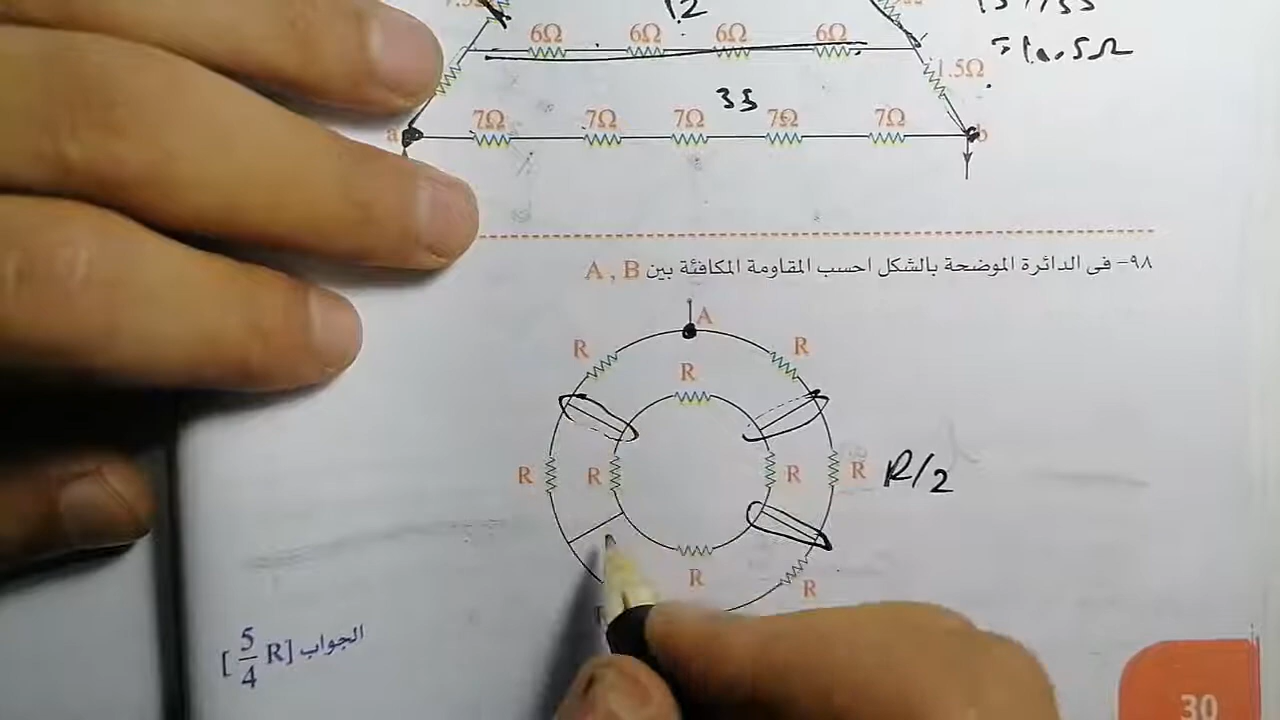 12
6Ω 6Ω 6Ω 6Ω
1.5Ω
= 10.5Ω
35
a 7Ω 7Ω 7Ω 7Ω 7Ω b
٩٨- فى الدائرة الموضحة بالشكل احسب المقاومة المكافئة بين A , B
A
R R
R
R R R R R/2
R R
الجواب [5/4 R]
30